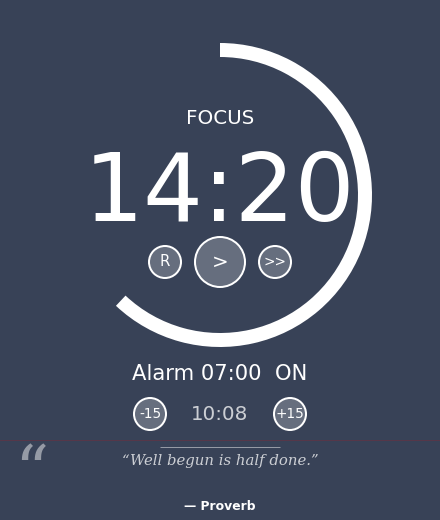 FOCUS
14:20
R > >>
Alarm 07:00 ON
-15 10:08 +15
“
“Well begun is half done.”
— Proverb